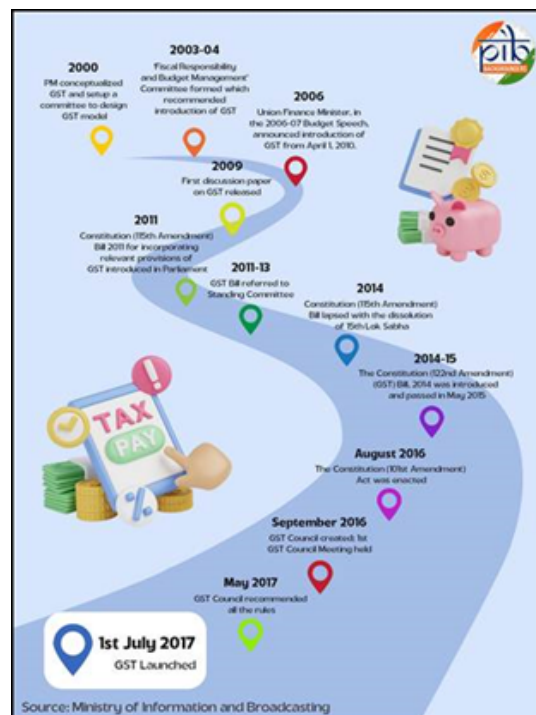 pib
BACKGROUNDERS
2000
PM conceptualized
GST and setup a
committee to design
GST model
2003-04
'Fiscal Responsibility
and Budget Management'
Committee formed which
recommended
introduction of GST
2006
Union Finance Minister, in
the 2006-07 Budget Speech,
announced introduction of
GST from April 1, 2010.
2009
First discussion paper
on GST released
2011
Constitution (115th Amendment)
Bill 2011 for incorporating
relevant provisions of
GST introduced in Parliament
2011-13
GST Bill referred to
Standing Committee
2014
Constitution (115th Amendment)
Bill lapsed with the dissolution
of 15th Lok Sabha
2014-15
The Constitution (122nd Amendment)
(GST) Bill, 2014 was introduced
and passed in May 2015
TAX
PAY
%
August 2016
The Constitution (101st Amendment)
Act was enacted
September 2016
GST Council created; 1st
GST Council Meeting held
May 2017
GST Council recommended
all the rules
1st July 2017
GST Launched
Source: Ministry of Information and Broadcasting